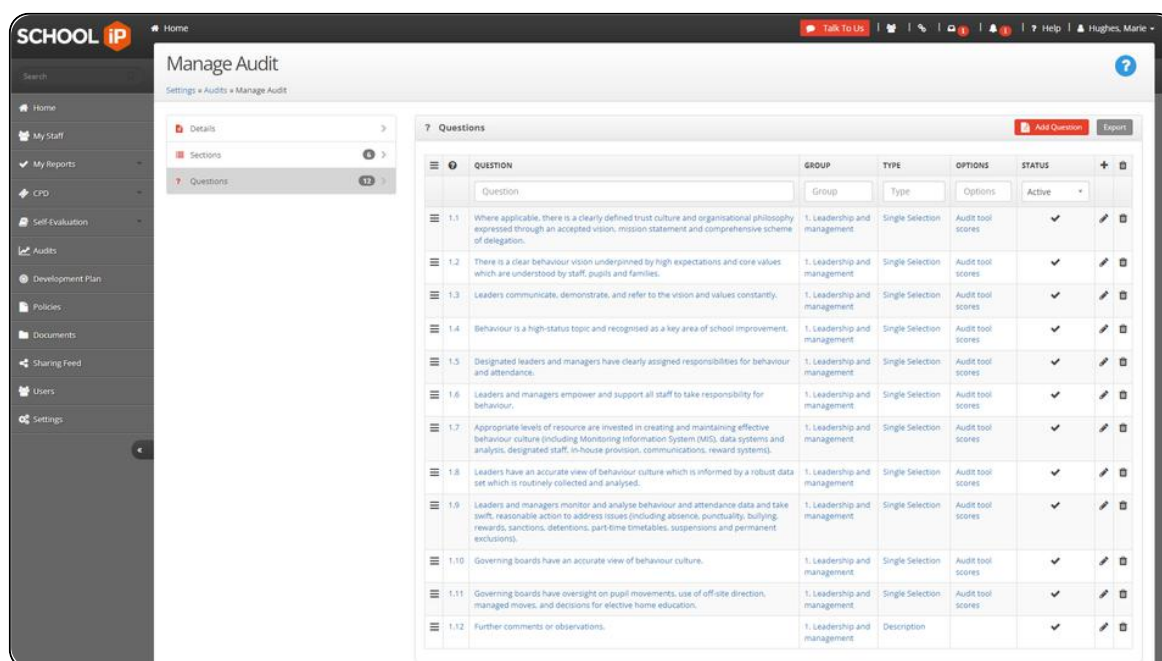 SCHOOL iP
Home
Talk To Us
1
1
? Help
Hughes, Marie
Search
Home
My Staff
My Reports
CPD
Self-Evaluation
Audits
Development Plan
Policies
Documents
Sharing Feed
Users
Settings
Manage Audit
?
Settings » Audits » Manage Audit
Details
Sections 6
? Questions 12
? Questions
Add Question
Export
QUESTION GROUP TYPE OPTIONS STATUS
Question Group Type Options Active
1.1 Where applicable, there is a clearly defined trust culture and organisational philosophy 1. Leadership and Single Selection Audit tool
expressed through an accepted vision, mission statement and comprehensive scheme management scores
of delegation.
1.2 There is a clear behaviour vision underpinned by high expectations and core values 1. Leadership and Single Selection Audit tool
which are understood by staff, pupils and families. management scores
1.3 Leaders communicate, demonstrate, and refer to the vision and values constantly. 1. Leadership and Single Selection Audit tool
management scores
1.4 Behaviour is a high-status topic and recognised as a key area of school improvement. 1. Leadership and Single Selection Audit tool
management scores
1.5 Designated leaders and managers have clearly assigned responsibilities for behaviour 1. Leadership and Single Selection Audit tool
and attendance. management scores
1.6 Leaders and managers empower and support all staff to take responsibility for 1. Leadership and Single Selection Audit tool
behaviour. management scores
1.7 Appropriate levels of resource are invested in creating and maintaining effective 1. Leadership and Single Selection Audit tool
behaviour culture (including Monitoring Information System (MIS), data systems and management scores
analysis, designated staff, in-house provision, communications, reward systems).
1.8 Leaders have an accurate view of behaviour culture which is informed by a robust data 1. Leadership and Single Selection Audit tool
set which is routinely collected and analysed. management scores
1.9 Leaders and managers monitor and analyse behaviour and attendance data and take 1. Leadership and Single Selection Audit tool
swift, reasonable action to address issues (including absence, punctuality, bullying, management scores
rewards, sanctions, detentions, part-time timetables, suspensions and permanent
exclusions).
1.10 Governing boards have an accurate view of behaviour culture. 1. Leadership and Single Selection Audit tool
management scores
1.11 Governing boards have oversight on pupil movements, use of off-site direction, 1. Leadership and Single Selection Audit tool
managed moves, and decisions for elective home education. management scores
1.12 Further comments or observations. 1. Leadership and Description
management